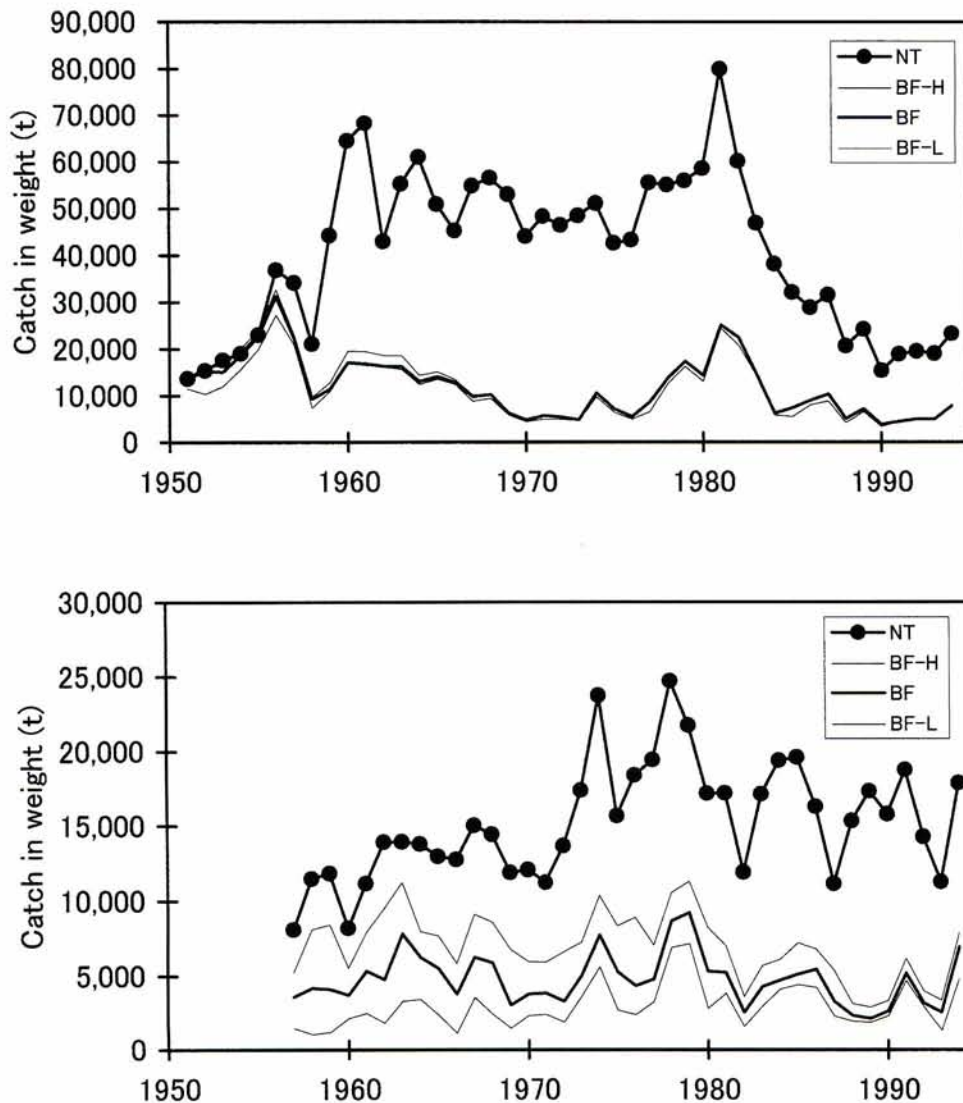 90,000
80,000
70,000
60,000
50,000
40,000
30,000
20,000
10,000
0
Catch in weight (t)
1950 1960 1970 1980 1990
NT
BF-H
BF
BF-L
30,000
25,000
20,000
15,000
10,000
5,000
0
Catch in weight (t)
1950 1960 1970 1980 1990
NT
BF-H
BF
BF-L